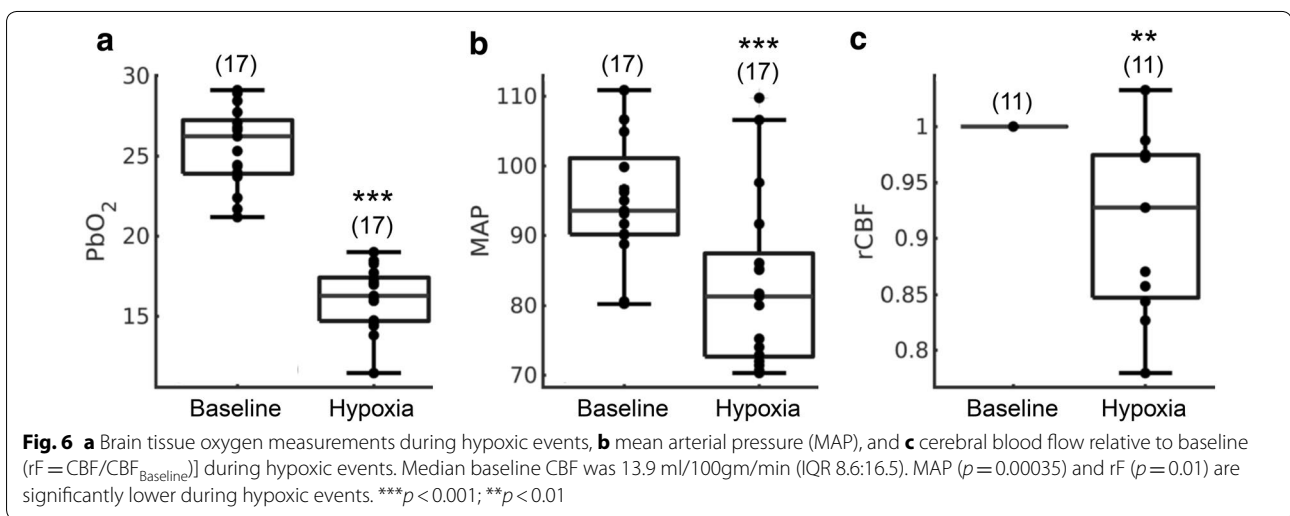 a
(17)
30
25
20
15
PbO2
***
(17)
Baseline
Hypoxia
b
(17)
***
(17)
110
100
90
80
70
MAP
Baseline
Hypoxia
c
(11)
**
(11)
1
0.95
0.9
0.85
0.8
rCBF
Baseline
Hypoxia
Fig. 6 a Brain tissue oxygen measurements during hypoxic events, b mean arterial pressure (MAP), and c cerebral blood flow relative to baseline
(rF = CBF/CBFBaseline)] during hypoxic events. Median baseline CBF was 13.9 ml/100gm/min (IQR 8.6:16.5). MAP (p = 0.00035) and rF (p = 0.01) are
significantly lower during hypoxic events. ***p < 0.001; **p < 0.01